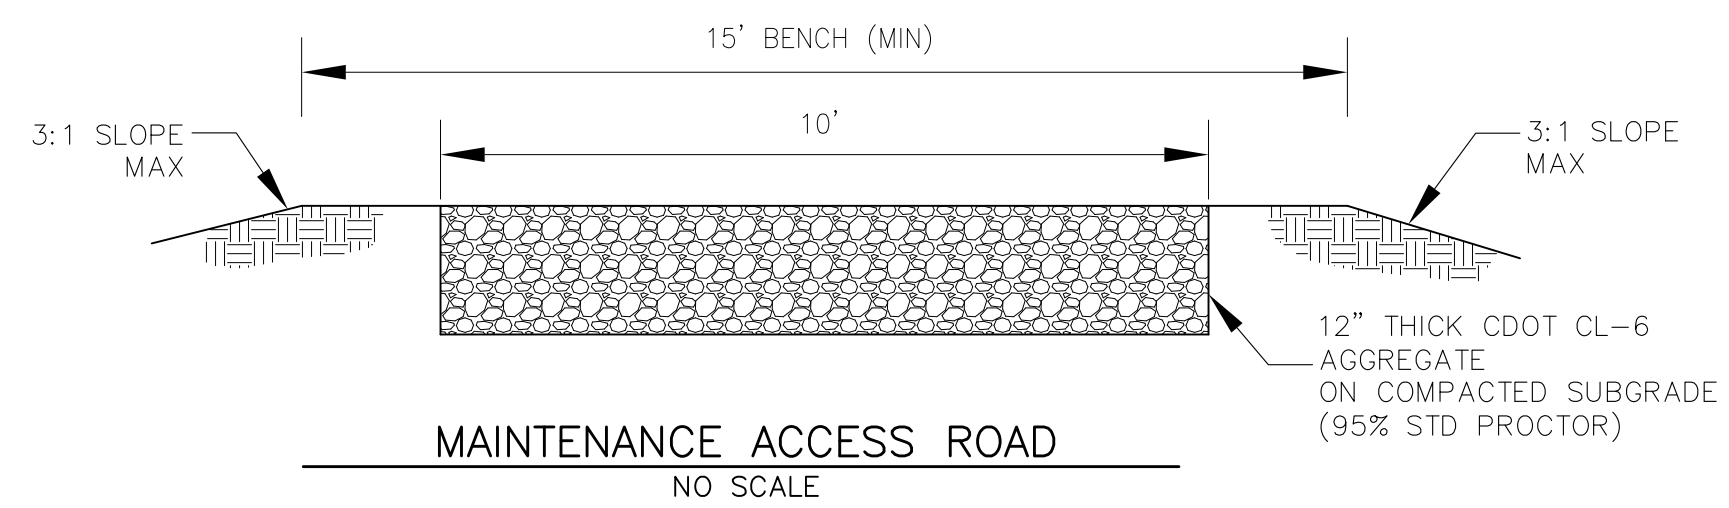 15' BENCH (MIN)
10'
3:1 SLOPE
MAX
3:1 SLOPE
MAX
12" THICK CDOT CL-6
AGGREGATE
ON COMPACTED SUBGRADE
(95% STD PROCTOR)
MAINTENANCE ACCESS ROAD
NO SCALE